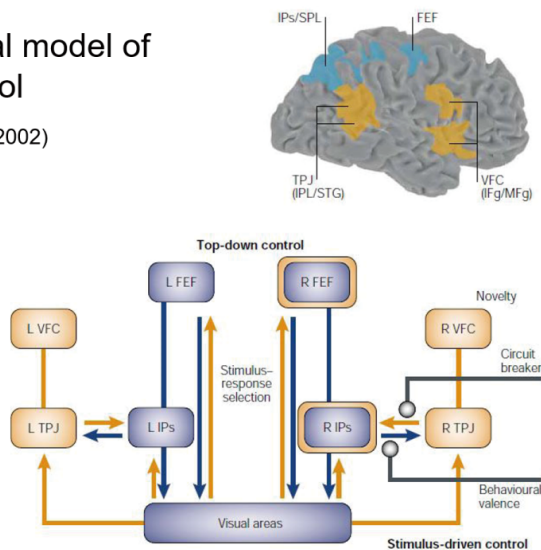 al model of
ol
2002)
IPs/SPL
FEF
TPJ
(IPL/STG)
VFC
(IFg/MFg)
Top-down control
L FEF
R FEF
Novelty
L VFC
R VFC
Stimulus–
response
selection
Circuit
breaker
L TPJ
L IPs
R IPs
R TPJ
Behavioural
valence
Visual areas
Stimulus-driven control